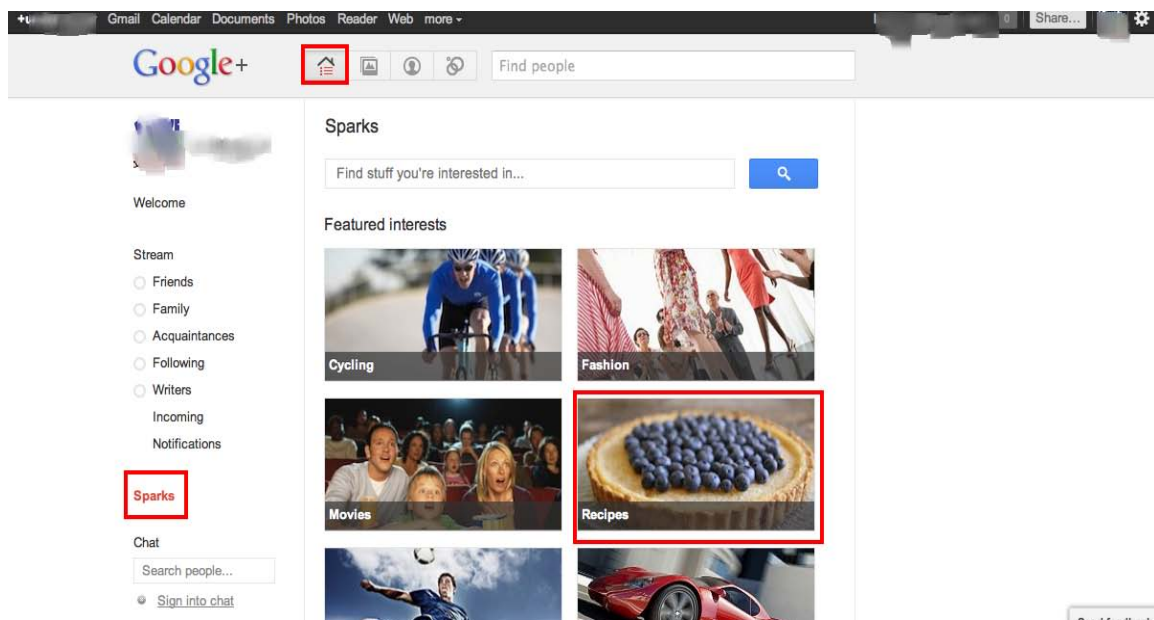 Gmail Calendar Documents Photos Reader Web more
0 Share...
Google+
Find people
Sparks
Find stuff you're interested in...
Welcome
Featured interests
Stream
Friends
Family
Acquaintances
Following
Writers
Incoming
Notifications
Sparks
Chat
Search people...
Sign into chat
Cycling
Fashion
Movies
Recipes